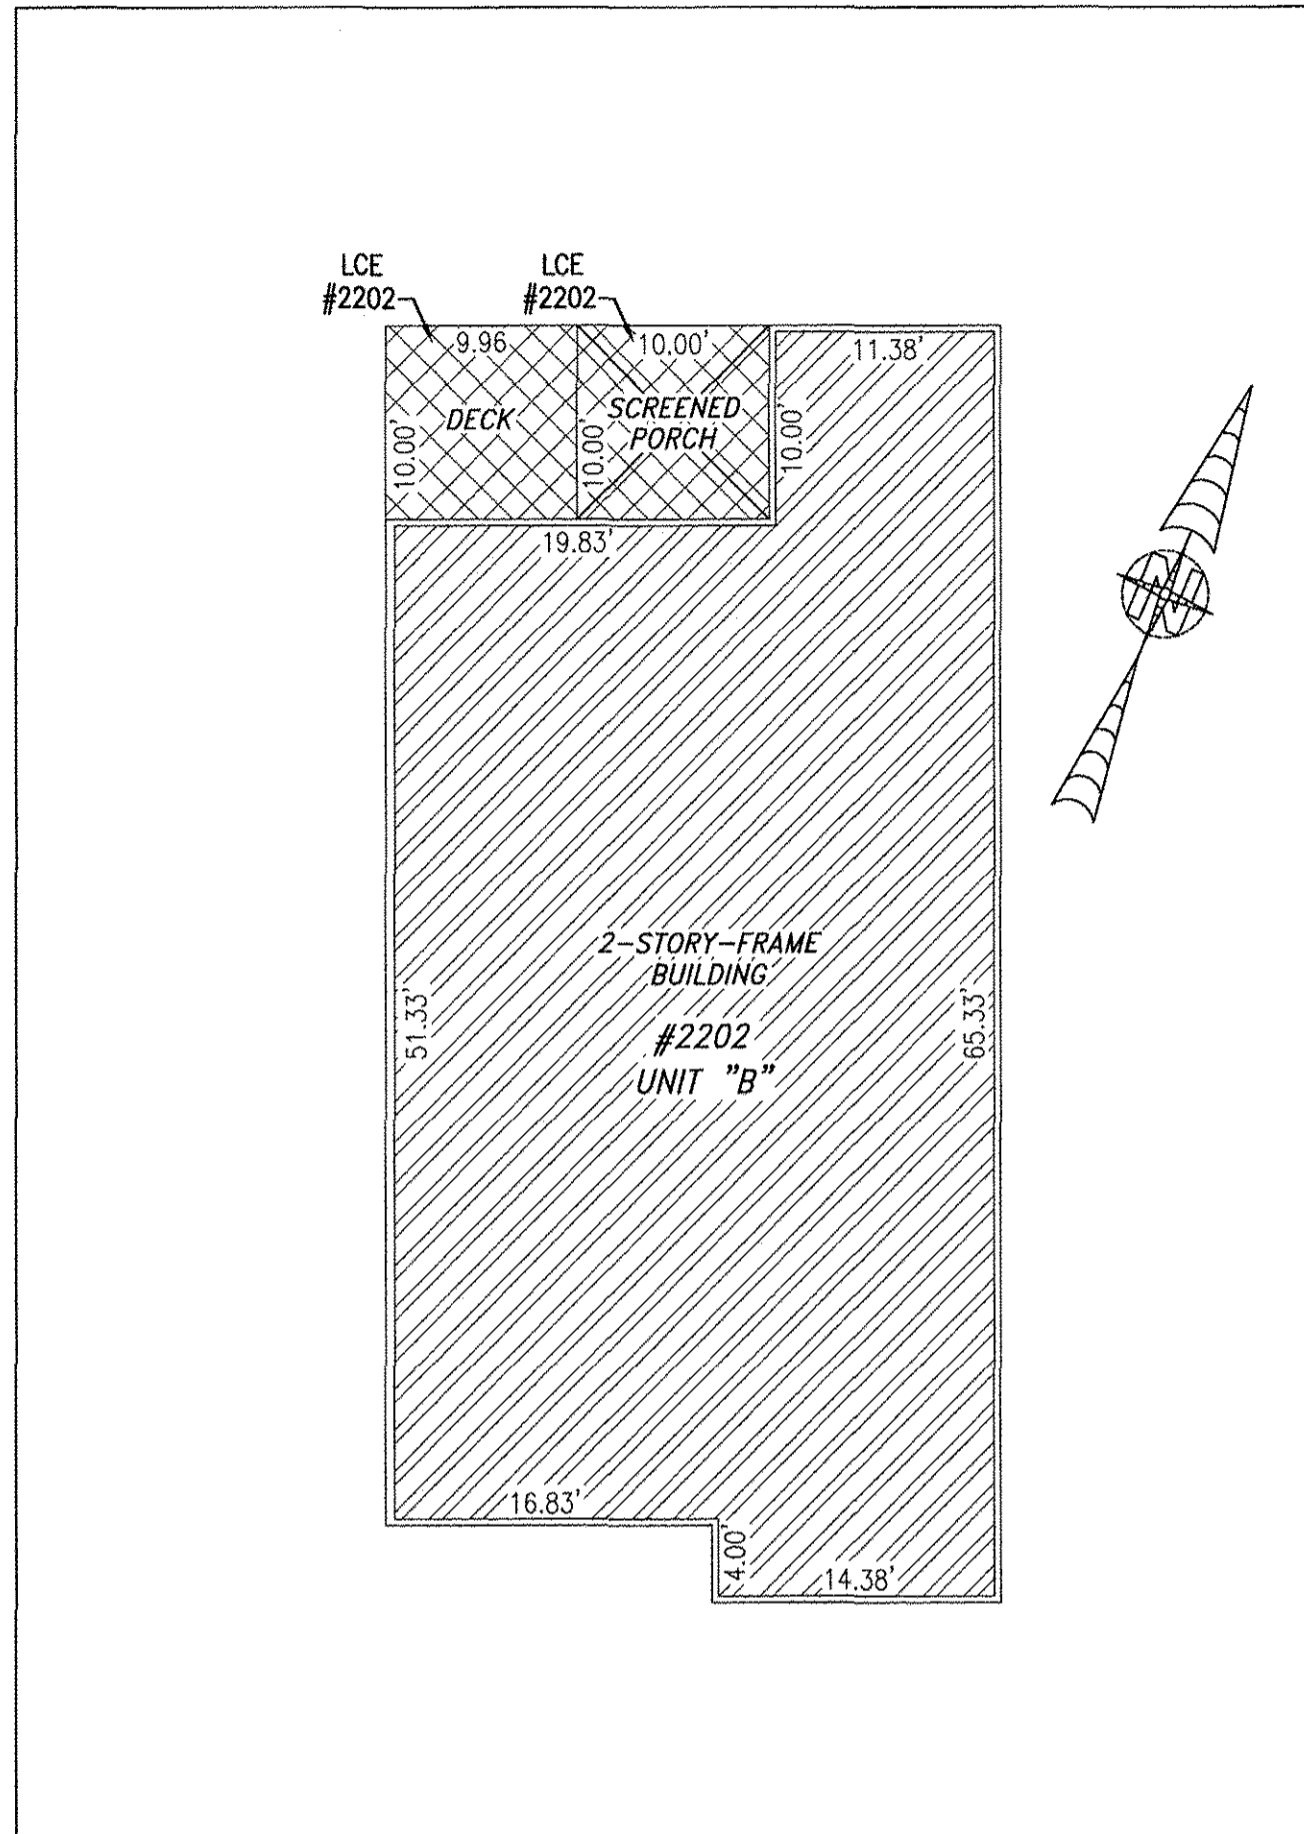 LCE
#2202
LCE
#2202
9.96
10.00'
11.38'
DECK
SCREENED
PORCH
10.00'
10.00'
10.00'
19.83'
N
2-STORY-FRAME
BUILDING
#2202
UNIT "B"
51.33'
65.33'
16.83'
4.00'
14.38'